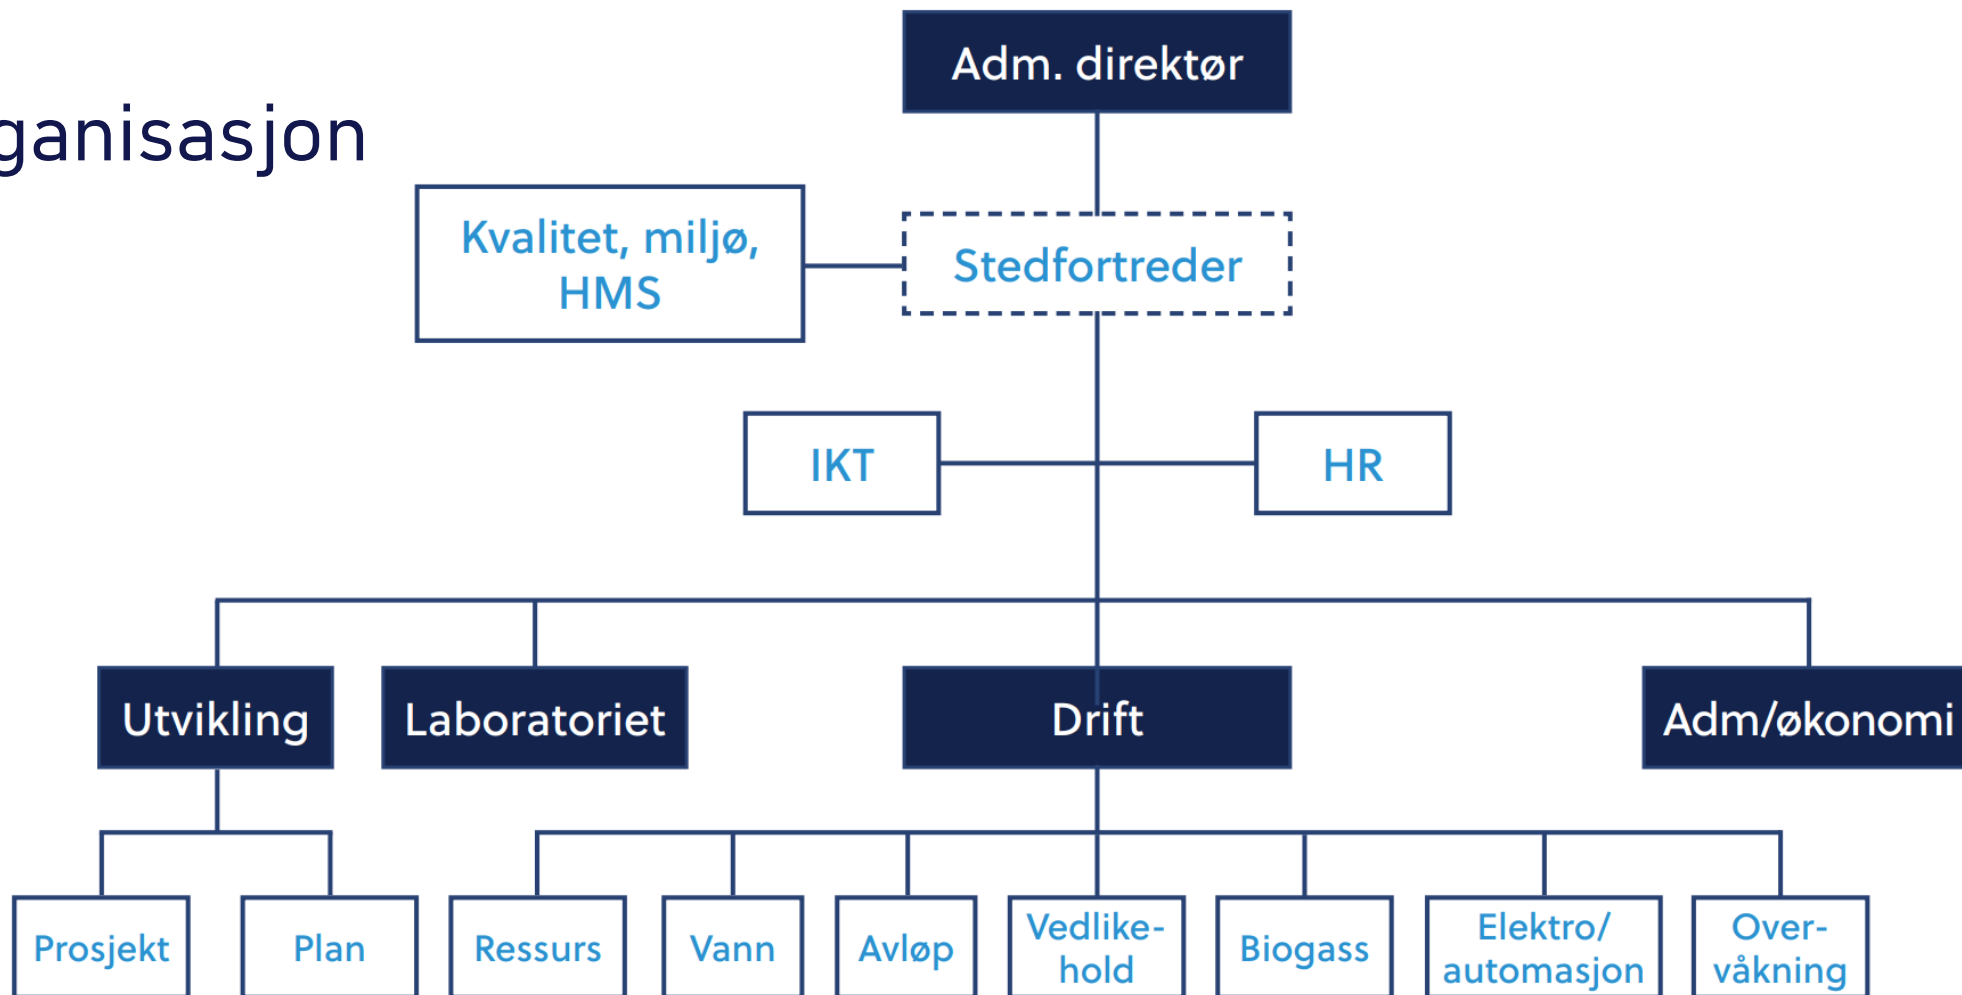 Adm. direktør
ganisasjon
Kvalitet, miljø,
HMS
Stedfortreder
IKT
HR
Utvikling
Laboratoriet
Drift
Adm/økonomi
Prosjekt
Plan
Ressurs
Vann
Avløp
Vedlike-
hold
Biogass
Elektro/
automasjon
Over-
våkning